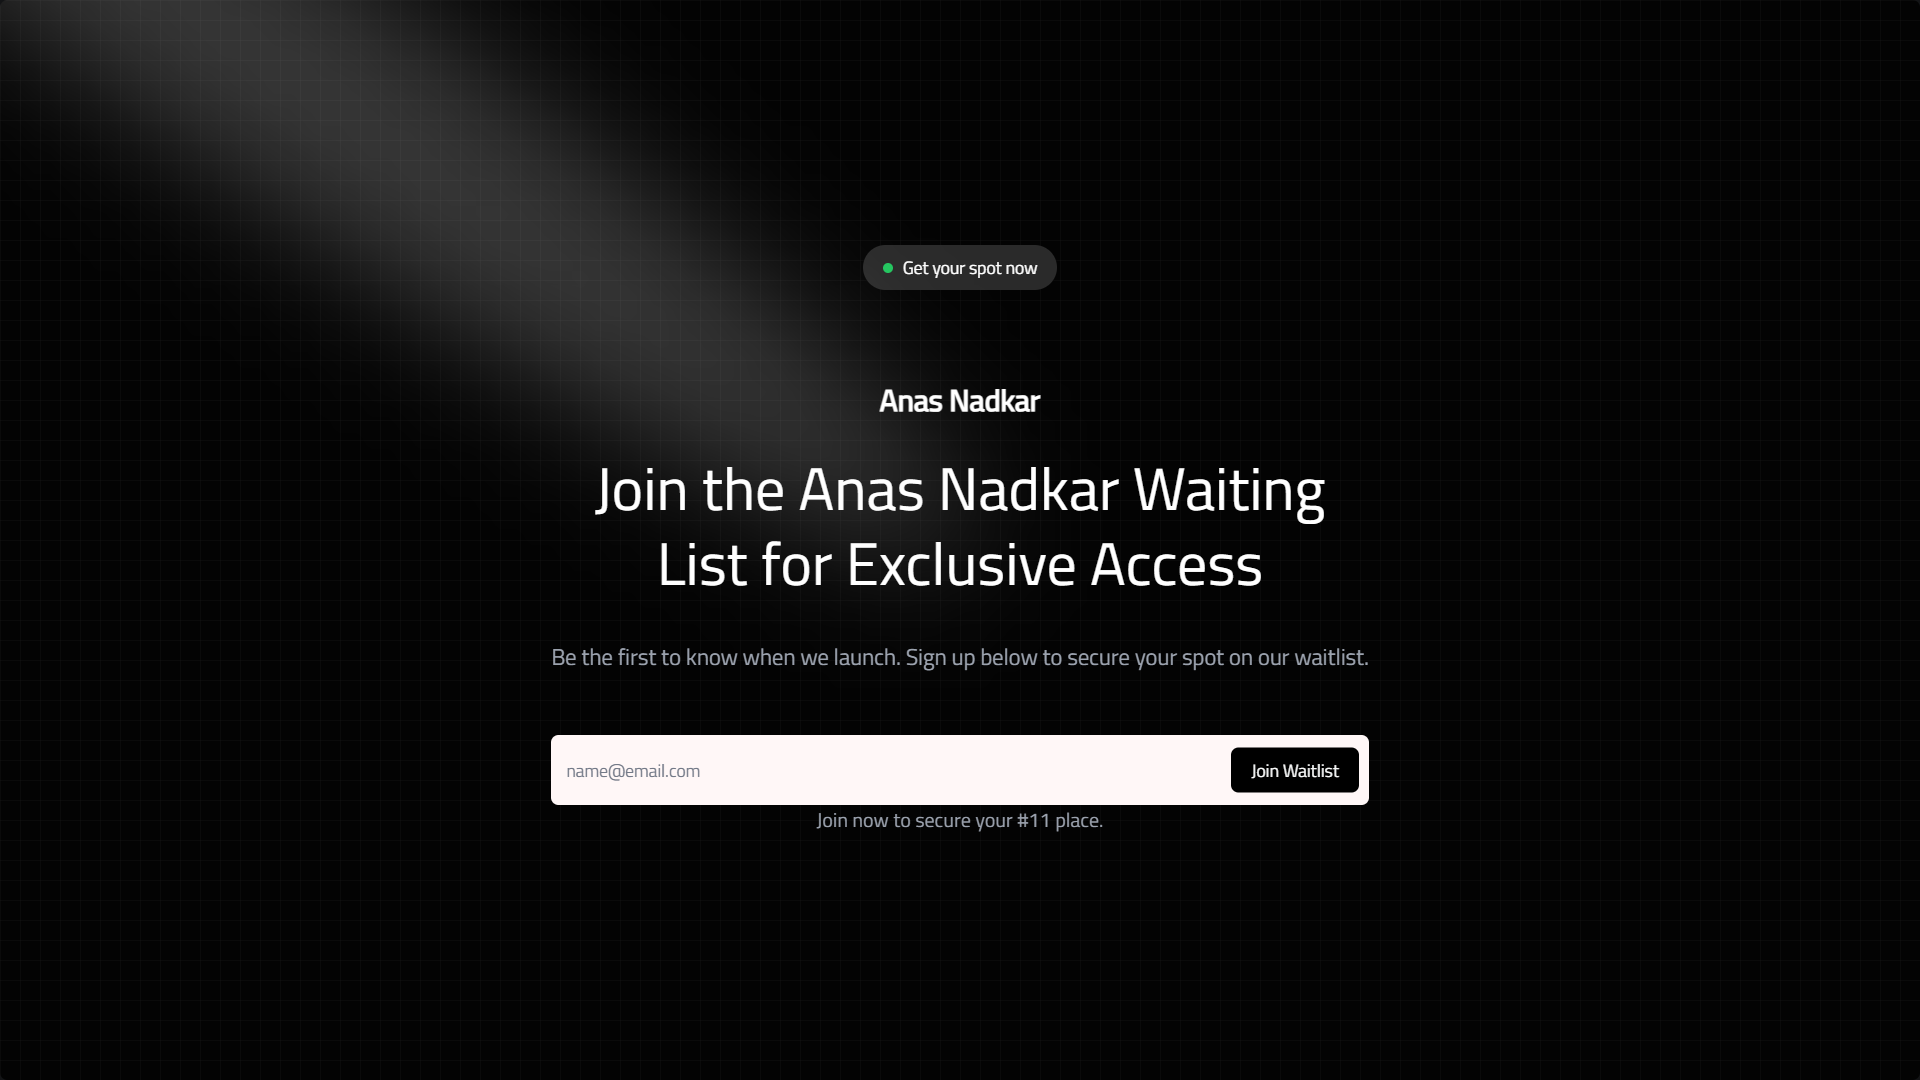 Get your spot now
Anas Nadkar
Join the Anas Nadkar Waiting
List for Exclusive Access
Be the first to know when we launch. Sign up below to secure your spot on our waitlist.
name@email.com
Join Waitlist
Join now to secure your #11 place.